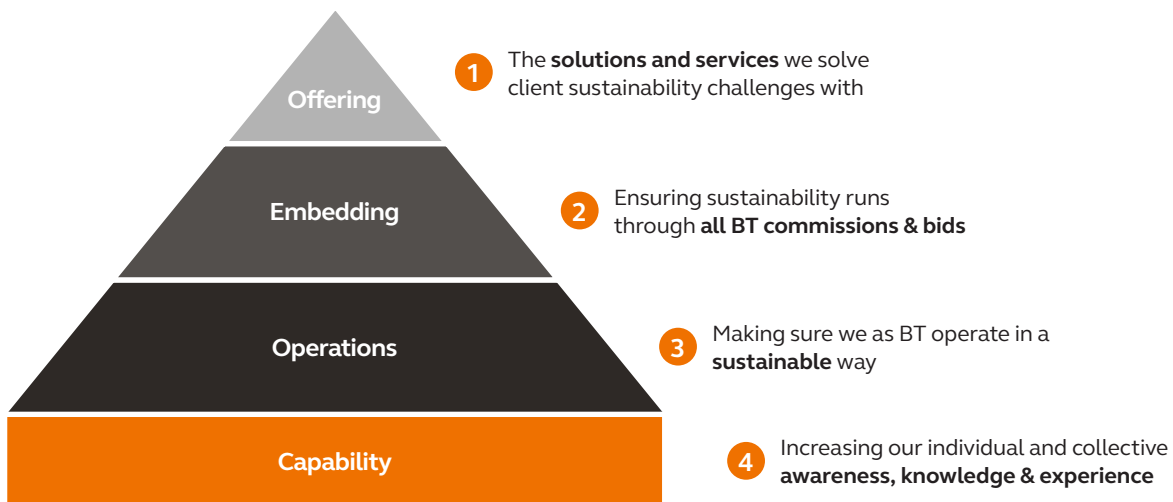 Offering
1
The solutions and services we solve
client sustainability challenges with
Embedding
2
Ensuring sustainability runs
through all BT commissions & bids
Operations
3
Making sure we as BT operate in a
sustainable way
Capability
4
Increasing our individual and collective
awareness, knowledge & experience